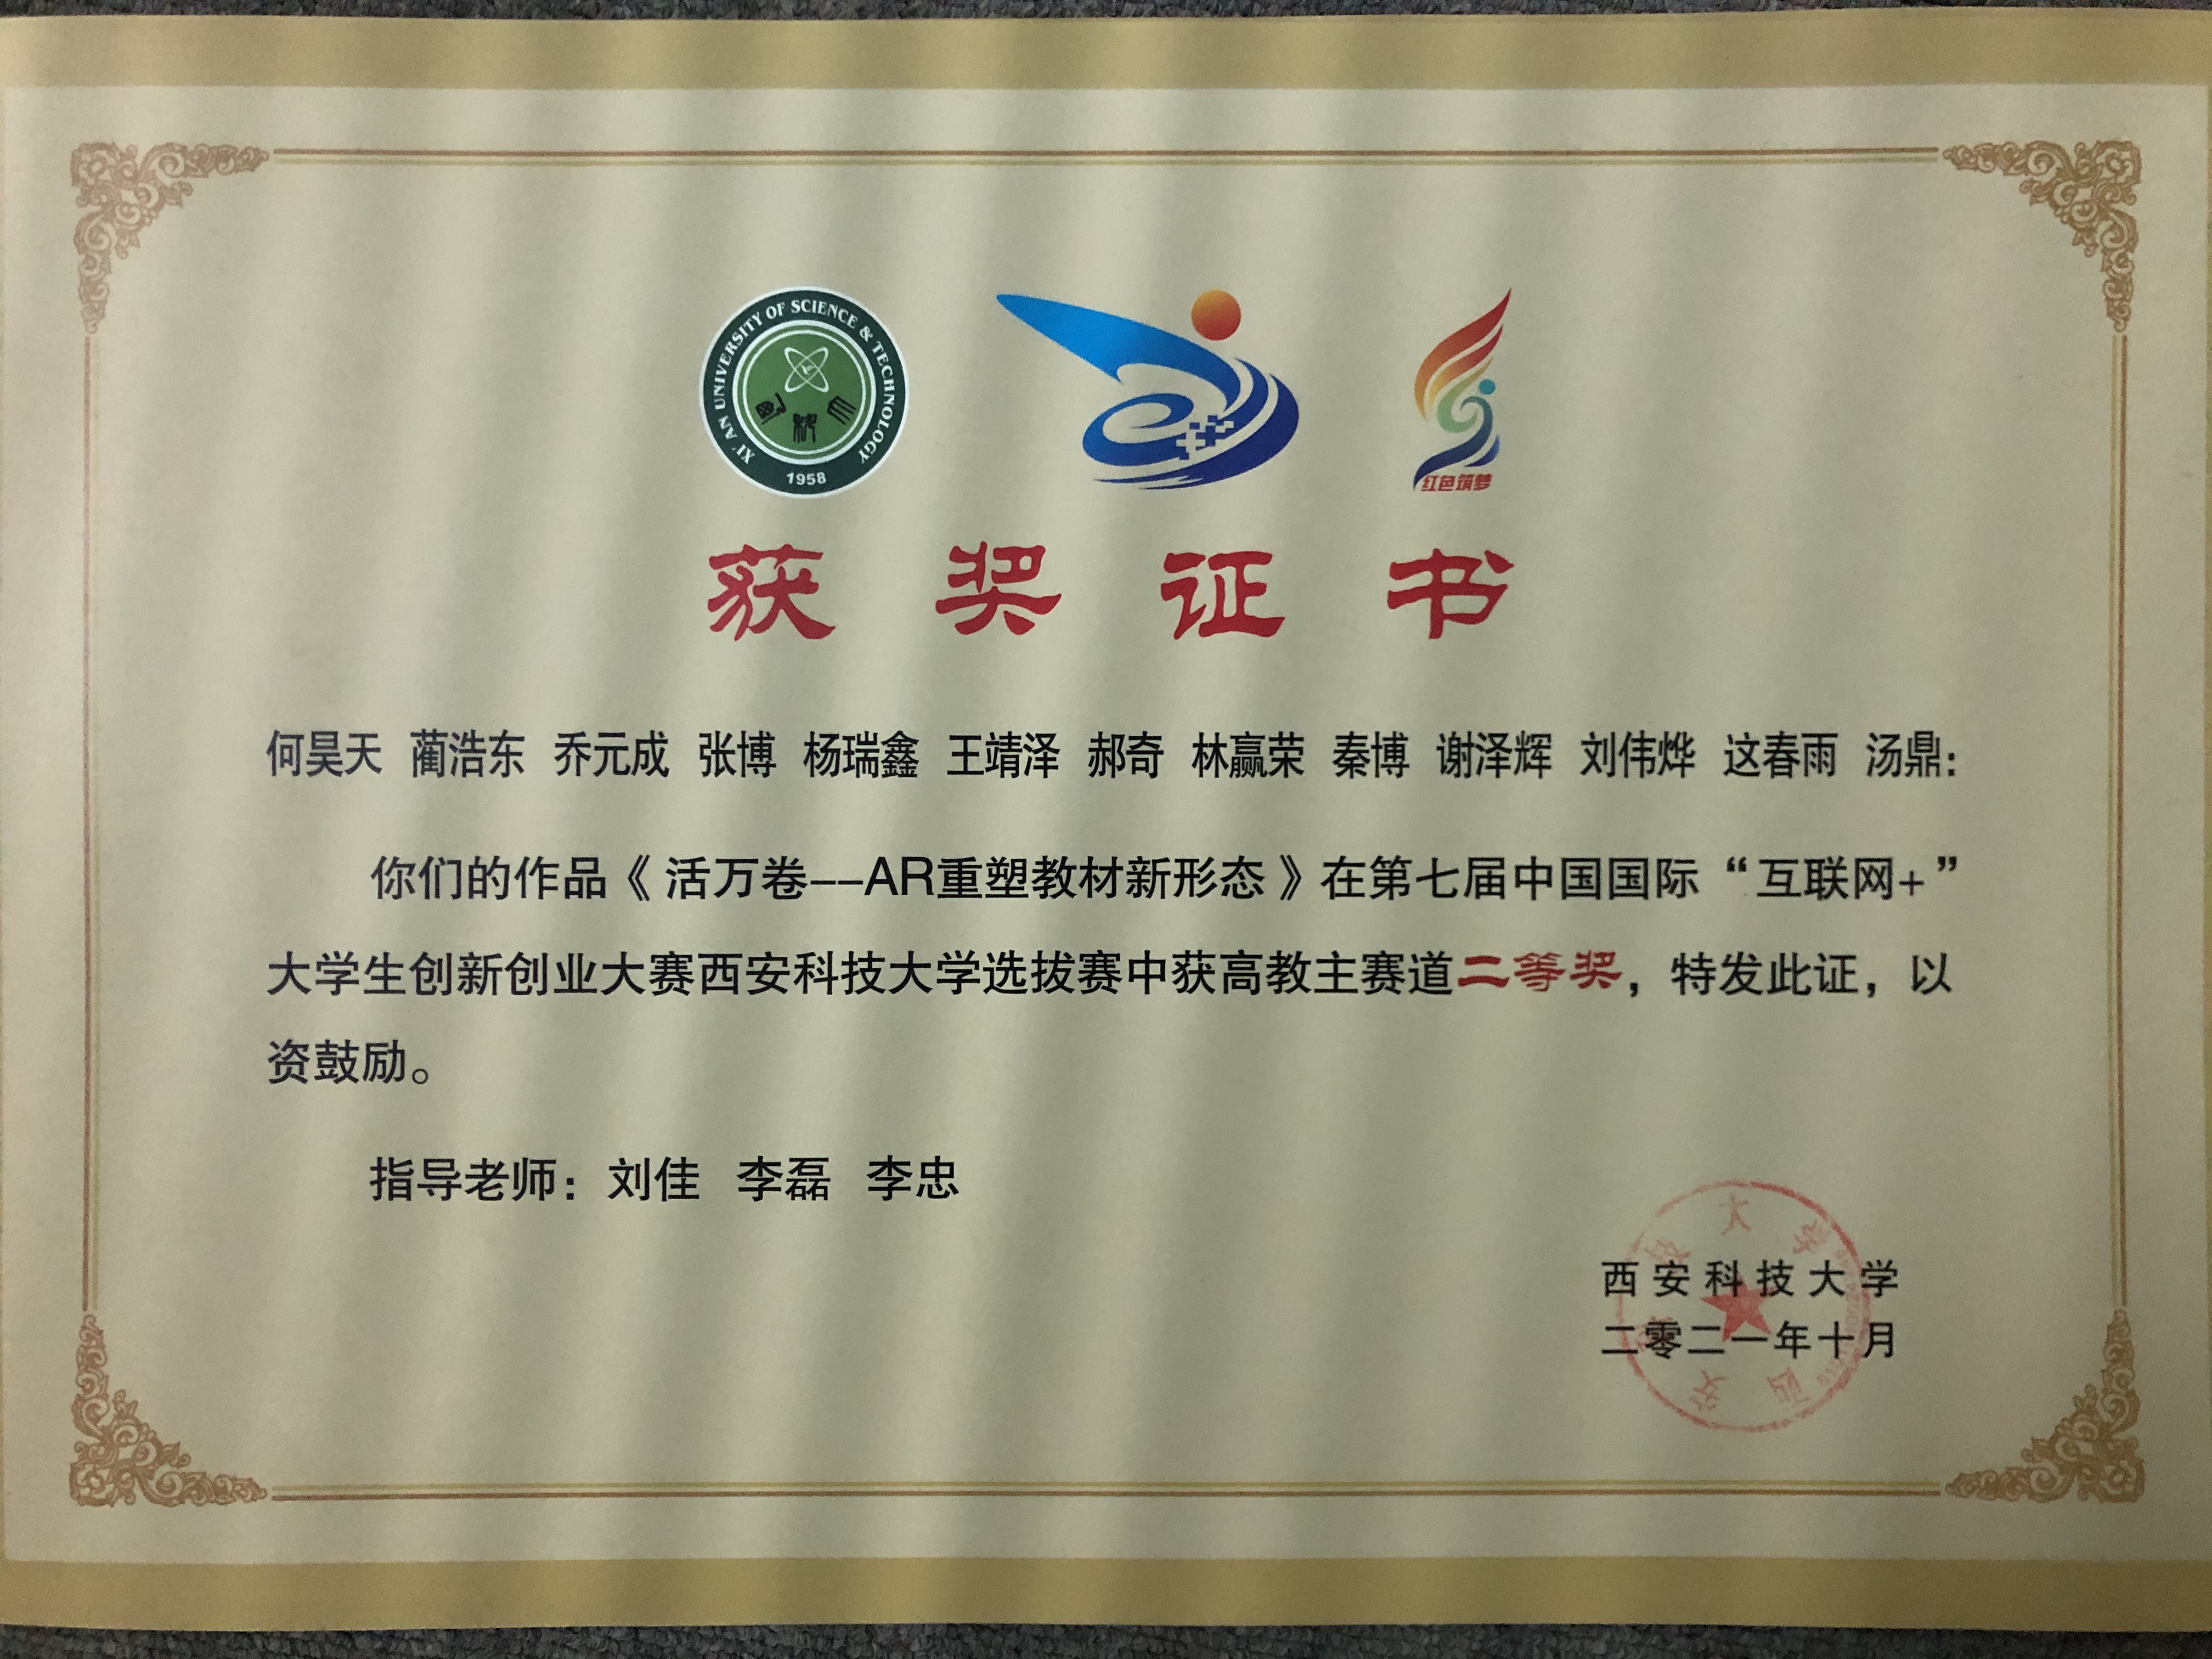 XI'AN UNIVERSITY OF SCIENCE & TECHNOLOGY
1958
红色筑梦
获奖证书
何昊天 蔺浩东 乔元成 张博 杨瑞鑫 王靖泽 郝奇 林赢荣 秦博 谢泽辉 刘伟烨 这春雨 汤鼎:
你们的作品《活万卷--AR重塑教材新形态》在第七届中国国际“互联网+”
大学生创新创业大赛西安科技大学选拔赛中获高教主赛道二等奖，特发此证，以
资鼓励。
指导老师：刘佳 李磊 李忠
西安科技大学
二零二一年十月
西安科技大学